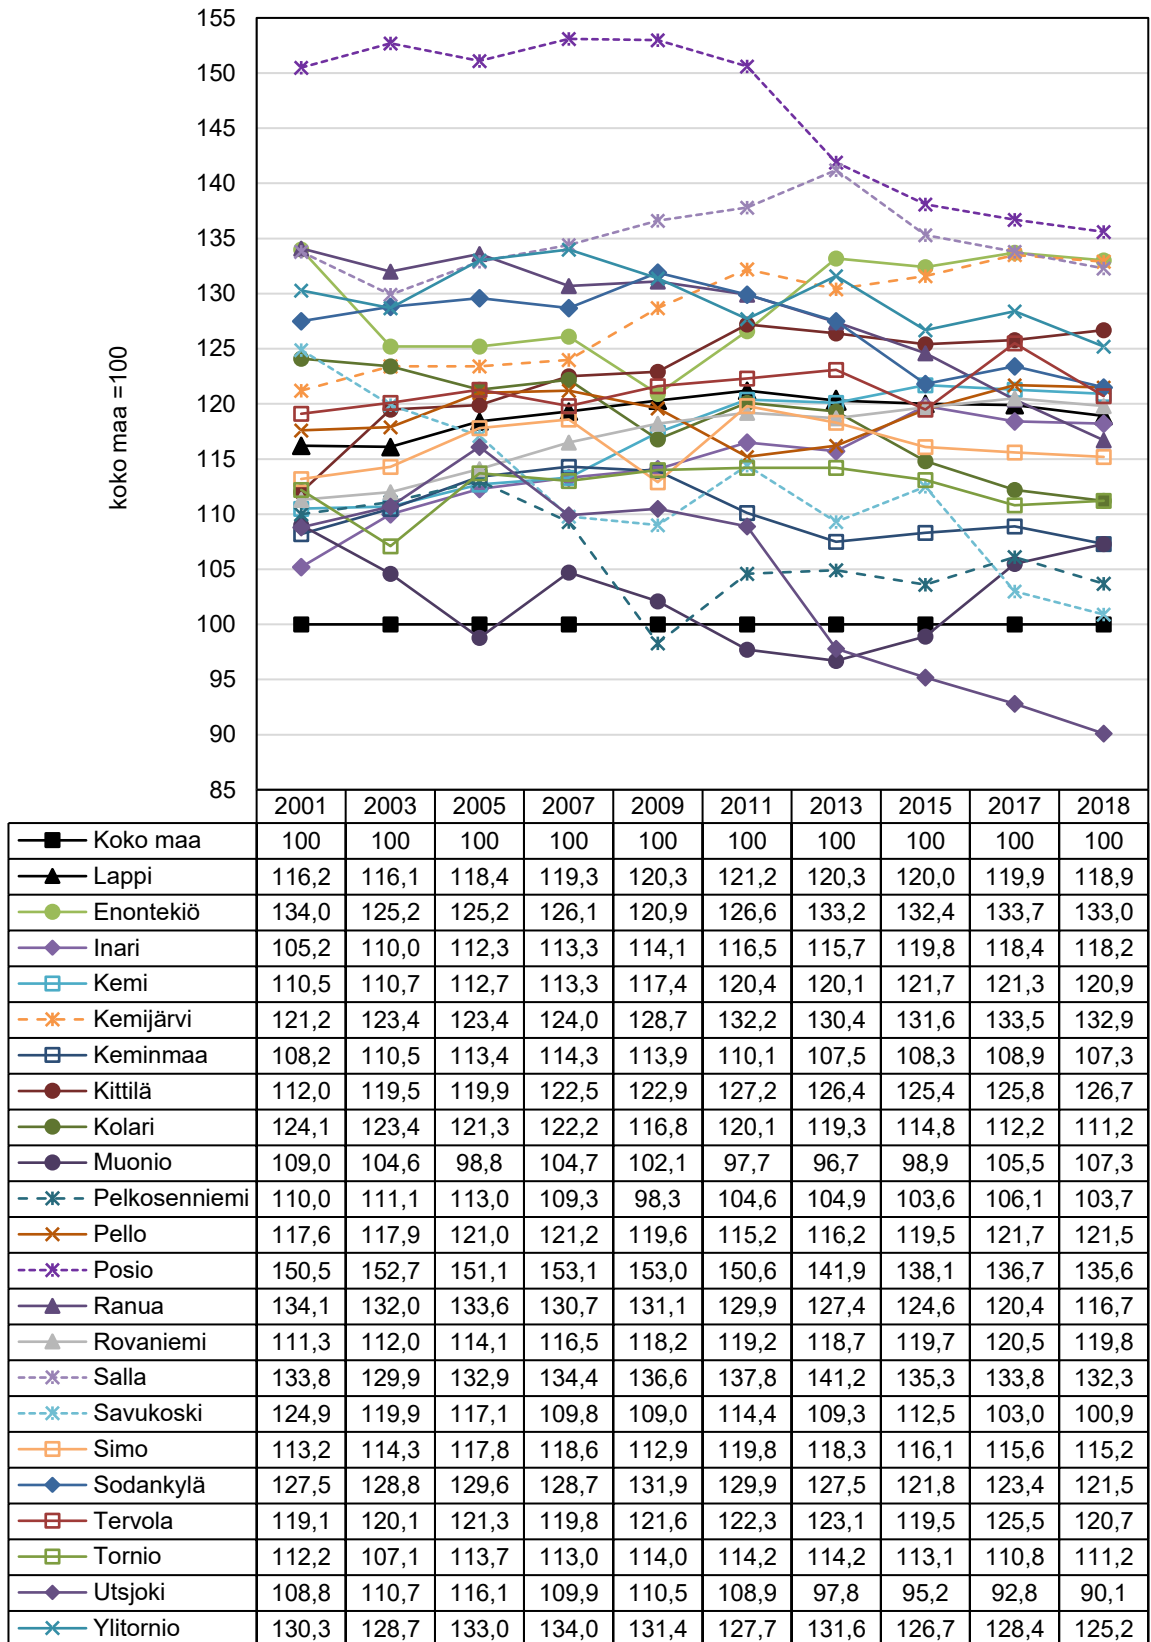 155
150
145
140
135
130
125
120
115
110
105
100
95
90
85
koko maa =100
2001 2003 2005 2007 2009 2011 2013 2015 2017 2018
Koko maa 100 100 100 100 100 100 100 100 100 100
Lappi 116,2 116,1 118,4 119,3 120,3 121,2 120,3 120,0 119,9 118,9
Enontekiö 134,0 125,2 125,2 126,1 120,9 126,6 133,2 132,4 133,7 133,0
Inari 105,2 110,0 112,3 113,3 114,1 116,5 115,7 119,8 118,4 118,2
Kemi 110,5 110,7 112,7 113,3 117,4 120,4 120,1 121,7 121,3 120,9
Kemijärvi 121,2 123,4 123,4 124,0 128,7 132,2 130,4 131,6 133,5 132,9
Keminmaa 108,2 110,5 113,4 114,3 113,9 110,1 107,5 108,3 108,9 107,3
Kittilä 112,0 119,5 119,9 122,5 122,9 127,2 126,4 125,4 125,8 126,7
Kolari 124,1 123,4 121,3 122,2 116,8 120,1 119,3 114,8 112,2 111,2
Muonio 109,0 104,6 98,8 104,7 102,1 97,7 96,7 98,9 105,5 107,3
Pelkosenniemi 110,0 111,1 113,0 109,3 98,3 104,6 104,9 103,6 106,1 103,7
Pello 117,6 117,9 121,0 121,2 119,6 115,2 116,2 119,5 121,7 121,5
Posio 150,5 152,7 151,1 153,1 153,0 150,6 141,9 138,1 136,7 135,6
Ranua 134,1 132,0 133,6 130,7 131,1 129,9 127,4 124,6 120,4 116,7
Rovaniemi 111,3 112,0 114,1 116,5 118,2 119,2 118,7 119,7 120,5 119,8
Salla 133,8 129,9 132,9 134,4 136,6 137,8 141,2 135,3 133,8 132,3
Savukoski 124,9 119,9 117,1 109,8 109,0 114,4 109,3 112,5 103,0 100,9
Simo 113,2 114,3 117,8 118,6 112,9 119,8 118,3 116,1 115,6 115,2
Sodankylä 127,5 128,8 129,6 128,7 131,9 129,9 127,5 121,8 123,4 121,5
Tervola 119,1 120,1 121,3 119,8 121,6 122,3 123,1 119,5 125,5 120,7
Tornio 112,2 107,1 113,7 113,0 114,0 114,2 114,2 113,1 110,8 111,2
Utsjoki 108,8 110,7 116,1 109,9 110,5 108,9 97,8 95,2 92,8 90,1
Ylitornio 130,3 128,7 133,0 134,0 131,4 127,7 131,6 126,7 128,4 125,2